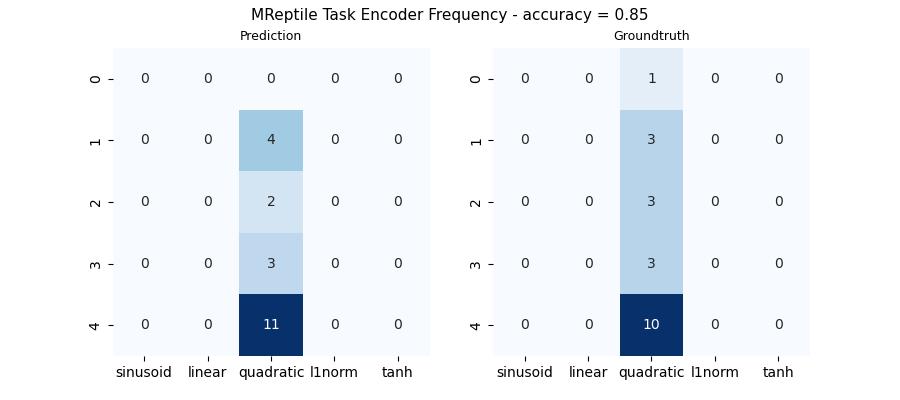 MReptile Task Encoder Frequency - accuracy = 0.85
Prediction
Groundtruth
0 0 0 0 0 0
1 0 0 4 0 0
2 0 0 2 0 0
3 0 0 3 0 0
4 0 0 11 0 0
sinusoid linear quadratic l1norm tanh
0 0 0 1 0 0
1 0 0 3 0 0
2 0 0 3 0 0
3 0 0 3 0 0
4 0 0 10 0 0
sinusoid linear quadratic l1norm tanh